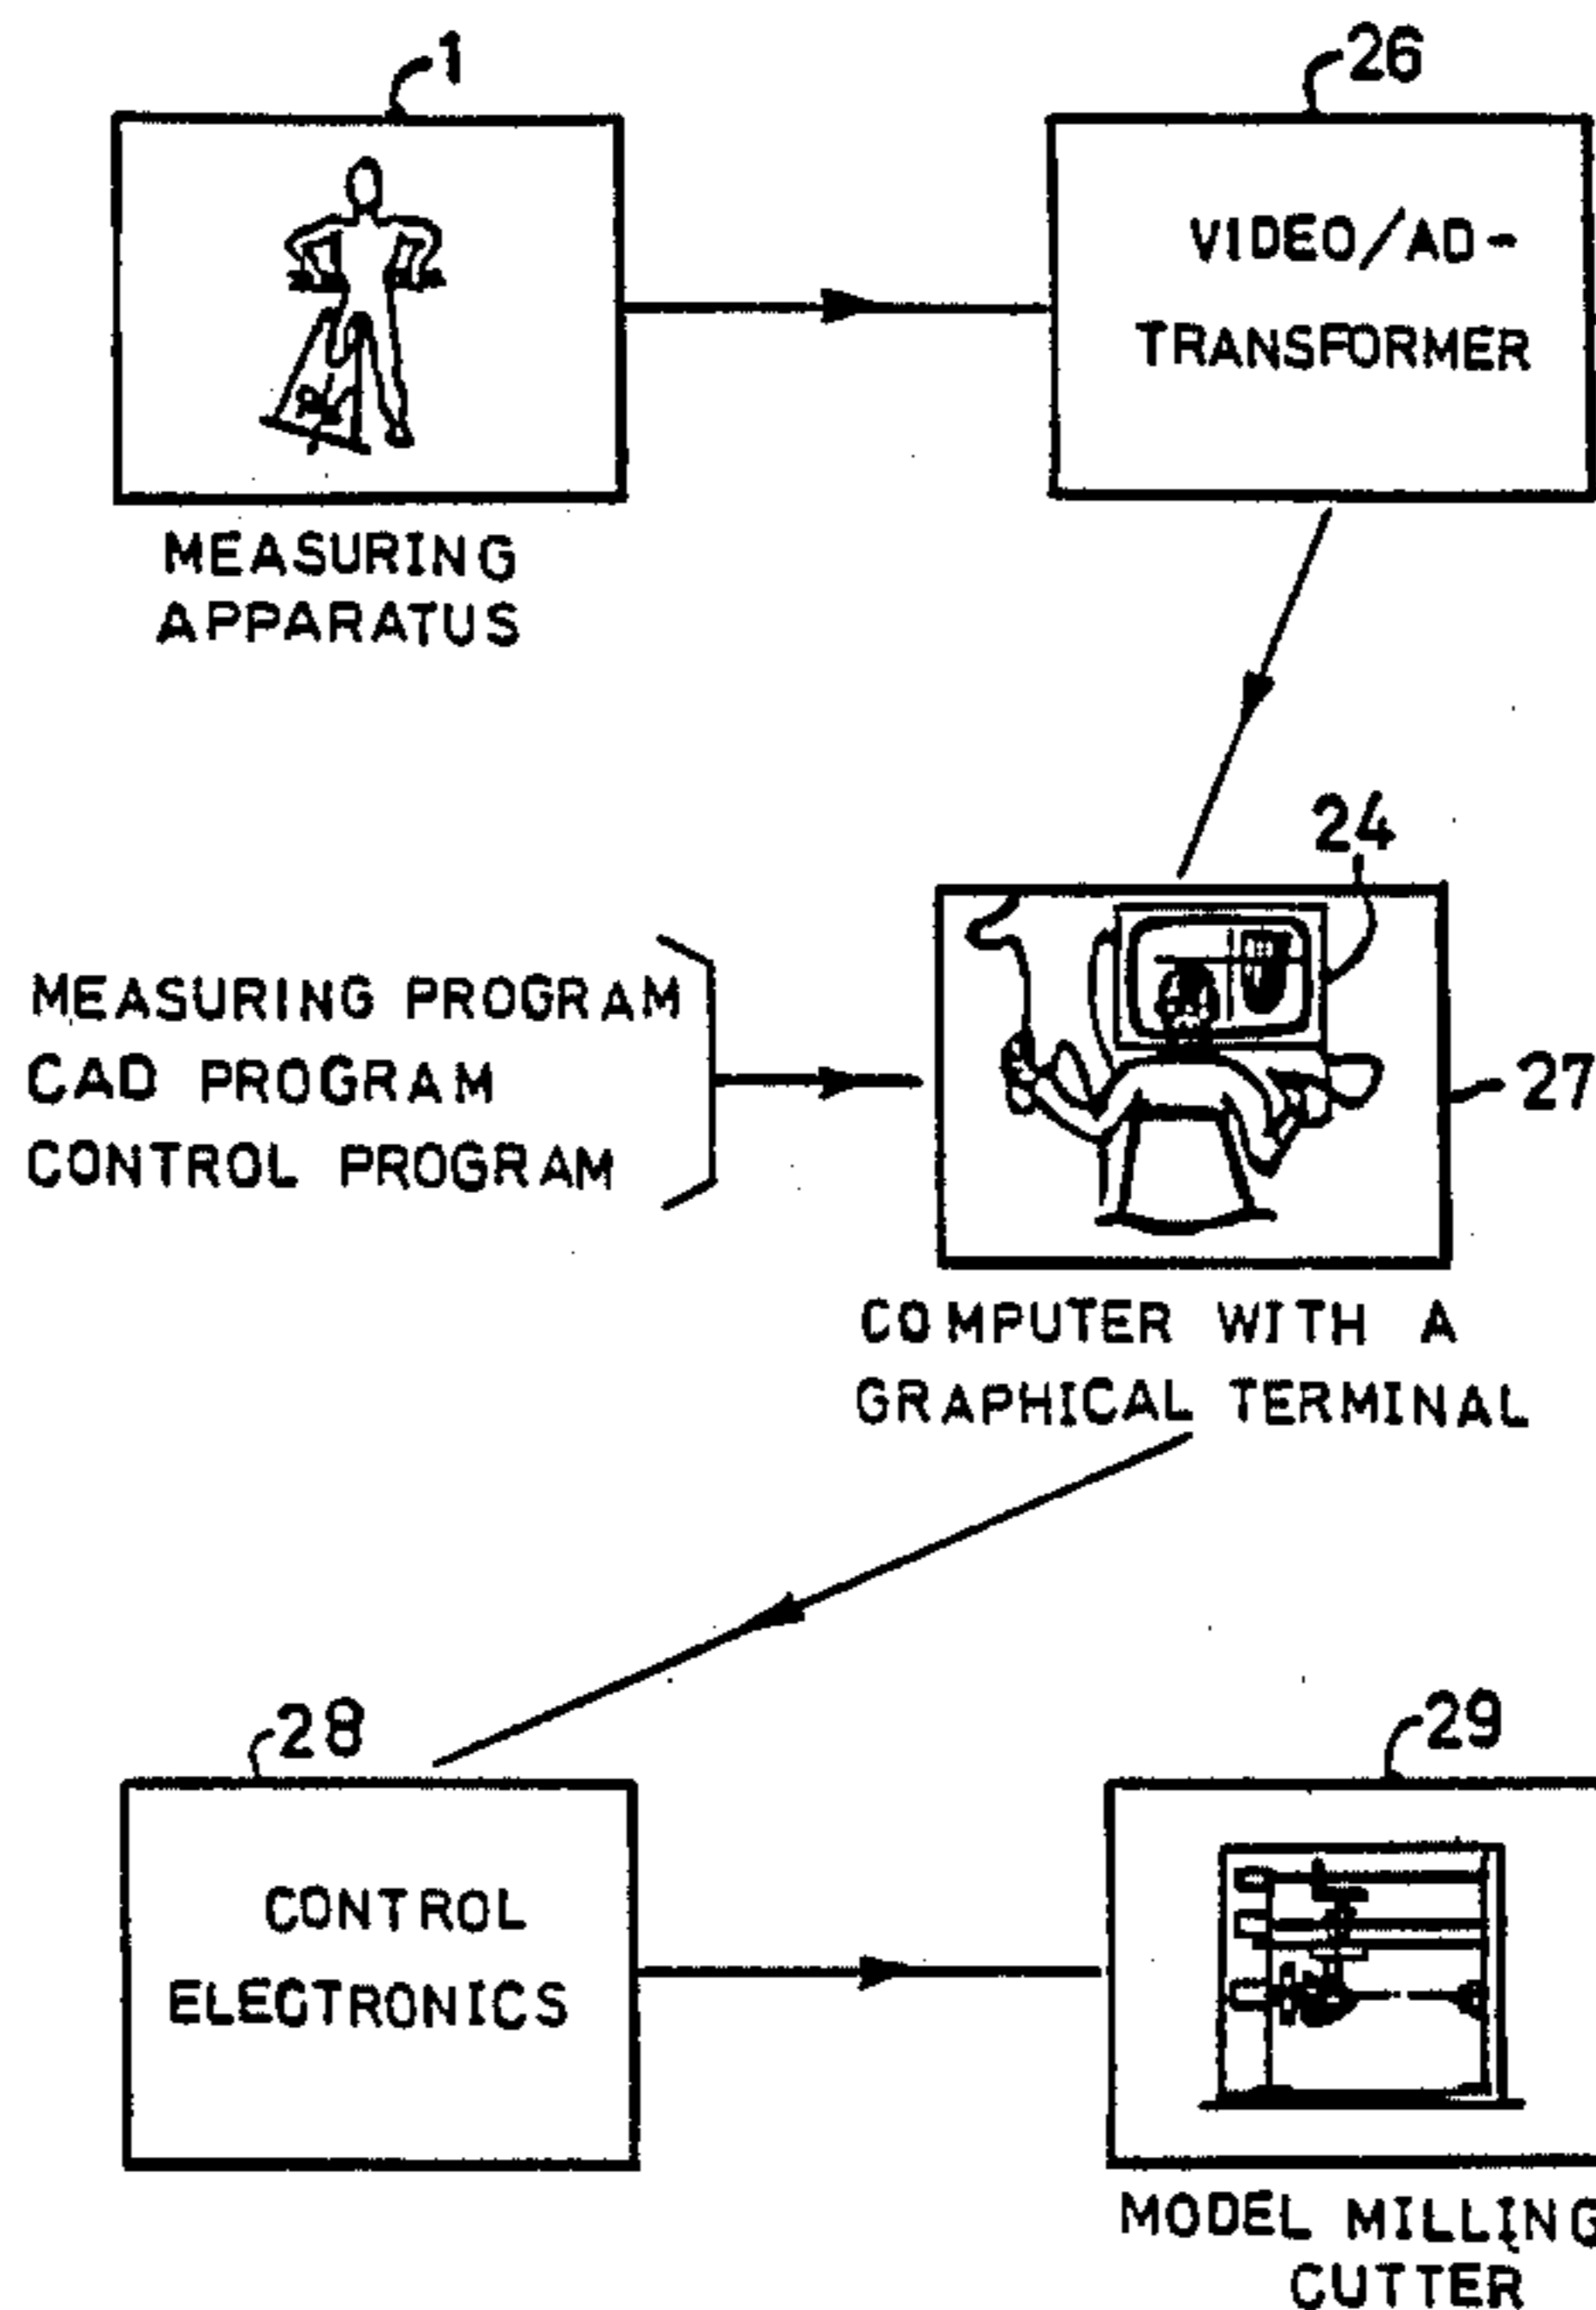 1
26
VIDEO/AD-
TRANSFORMER
MEASURING
APPARATUS
24
MEASURING PROGRAM
CAD PROGRAM
CONTROL PROGRAM
27
COMPUTER WITH A
GRAPHICAL TERMINAL
28
29
CONTROL
ELECTRONICS
MODEL MILLING
CUTTER